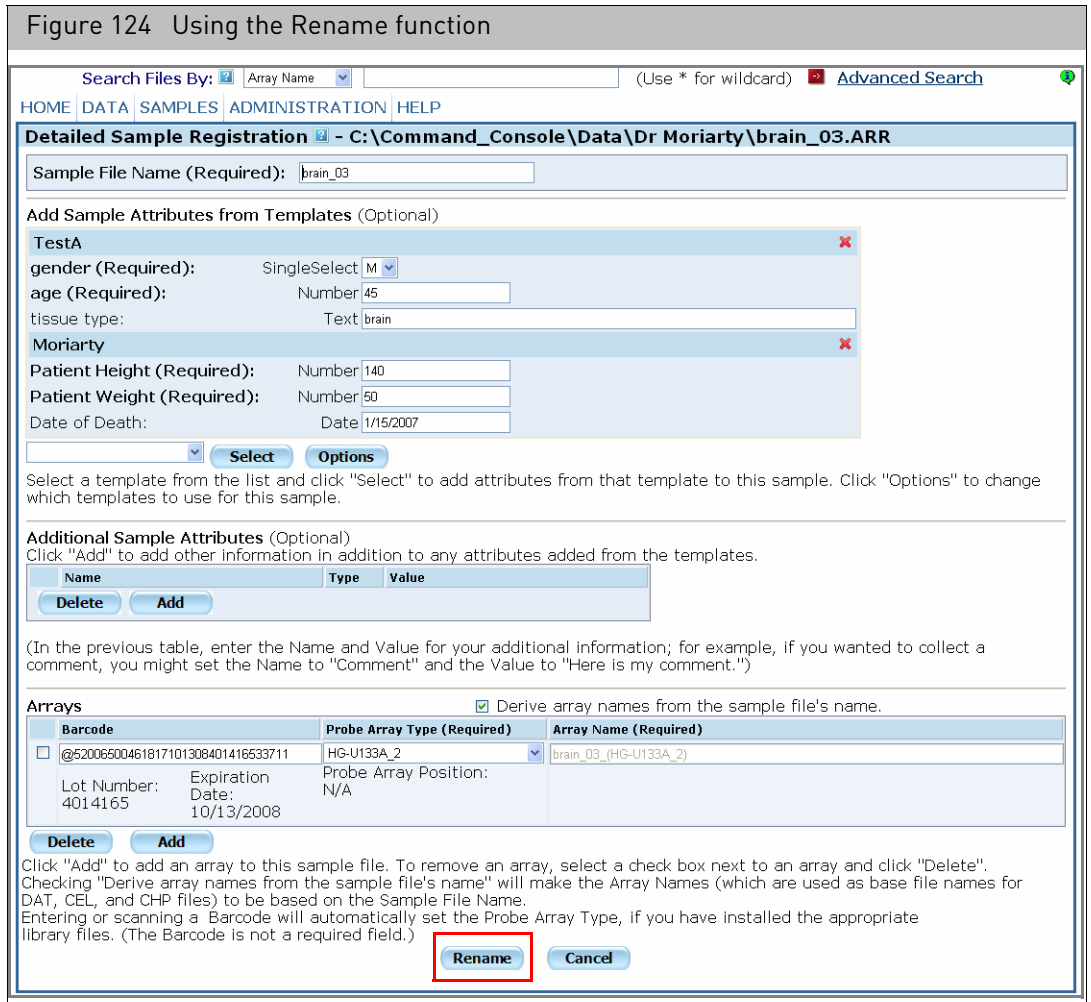 Figure 124 Using the Rename function
Search Files By: ? Array Name (Use * for wildcard) Advanced Search
HOME DATA SAMPLES ADMINISTRATION HELP
Detailed Sample Registration ? - C:\Command_Console\Data\Dr Moriarty\brain_03.ARR
Sample File Name (Required): brain_03
Add Sample Attributes from Templates (Optional)
TestA
gender (Required): SingleSelect M
age (Required): Number 45
tissue type: Text brain
Moriarty
Patient Height (Required): Number 140
Patient Weight (Required): Number 50
Date of Death: Date 1/15/2007
Select Options
Select a template from the list and click "Select" to add attributes from that template to this sample. Click "Options" to change
which templates to use for this sample.
Additional Sample Attributes (Optional)
Click "Add" to add other information in addition to any attributes added from the templates.
Name Type Value
Delete Add
(In the previous table, enter the Name and Value for your additional information; for example, if you wanted to collect a
comment, you might set the Name to "Comment" and the Value to "Here is my comment.")
Arrays Derive array names from the sample file's name.
Barcode Probe Array Type (Required) Array Name (Required)
@52006500461817101308401416533711 HG-U133A_2 brain_03_(HG-U133A_2)
Lot Number: 4014165 Expiration Date: 10/13/2008 Probe Array Position: N/A
Delete Add
Click "Add" to add an array to this sample file. To remove an array, select a check box next to an array and click "Delete".
Checking "Derive array names from the sample file's name" will make the Array Names (which are used as base file names for
DAT, CEL, and CHP files) to be based on the Sample File Name.
Entering or scanning a Barcode will automatically set the Probe Array Type, if you have installed the appropriate
library files. (The Barcode is not a required field.)
Rename Cancel